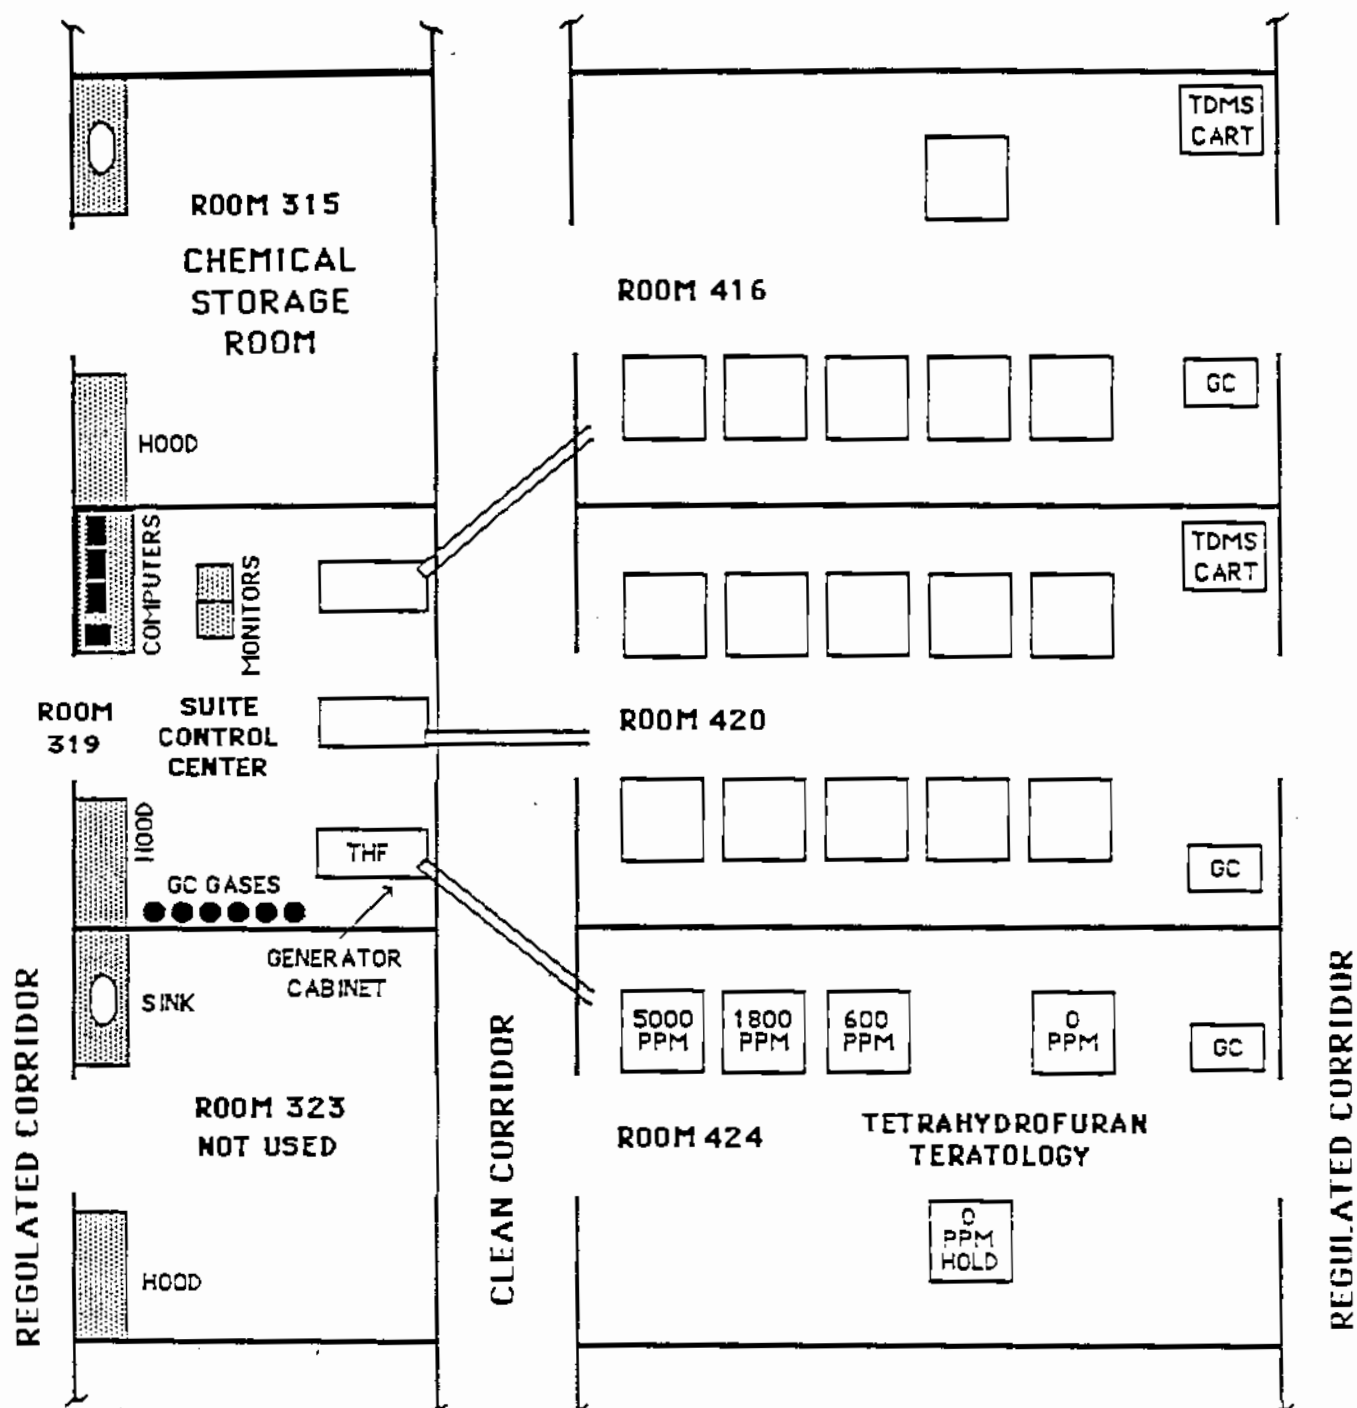 TDMS
CART
ROOM 315
CHEMICAL
STORAGE
ROOM
ROOM 416
GC
HOOD
COMPUTERS
MONITORS
TDMS
CART
ROOM
319
SUITE
CONTROL
CENTER
ROOM 420
HOOD
THF
GC GASES
GC
GENERATOR
CABINET
SINK
5000
PPM
1800
PPM
600
PPM
0
PPM
GC
ROOM 323
NOT USED
ROOM 424
TETRAHYDROFURAN
TERATOLOGY
0
PPM
HOLD
HOOD
REGULATED CORRIDOR
CLEAN CORRIDOR
REGULATED CORRIDOR